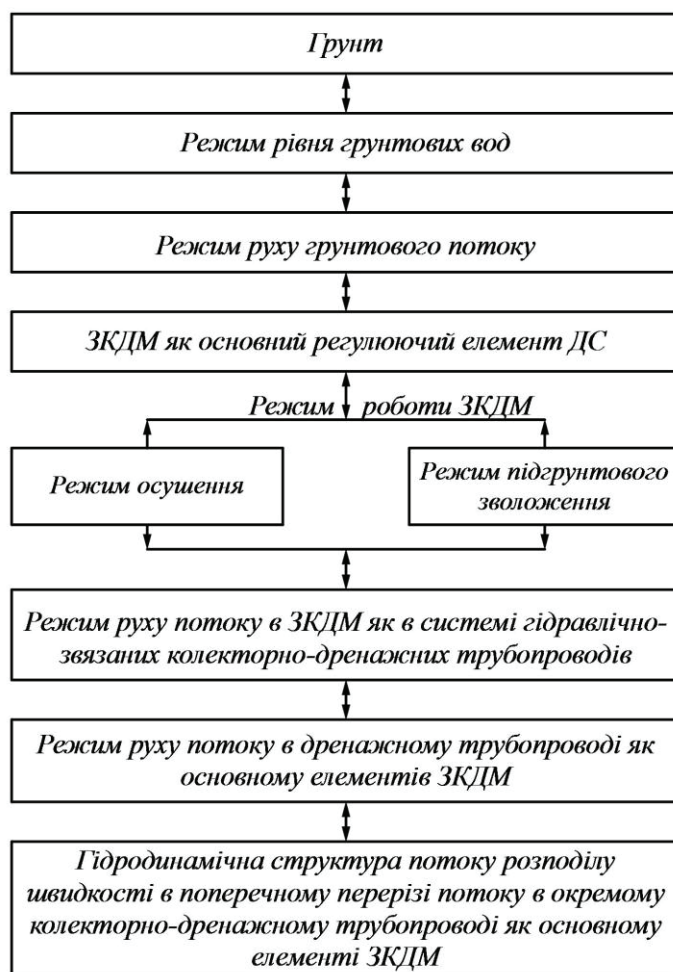 Грунт
Режим рівня грунтових вод
Режим руху грунтового потоку
ЗКДМ як основний регулюючий елемент ДС
Режим роботи ЗКДМ
Режим осушення
Режим підгрунтового
зволоження
Режим руху потоку в ЗКДМ як в системі гідравлічно-
звязаних колекторно-дренажних трубопроводів
Режим руху потоку в дренажному трубопроводі як
основному елементів ЗКДМ
Гідродинамічна структура потоку розподілу
швидкості в поперечному перерізі потоку в окремому
колекторно-дренажному трубопроводі як основному
елементі ЗКДМ